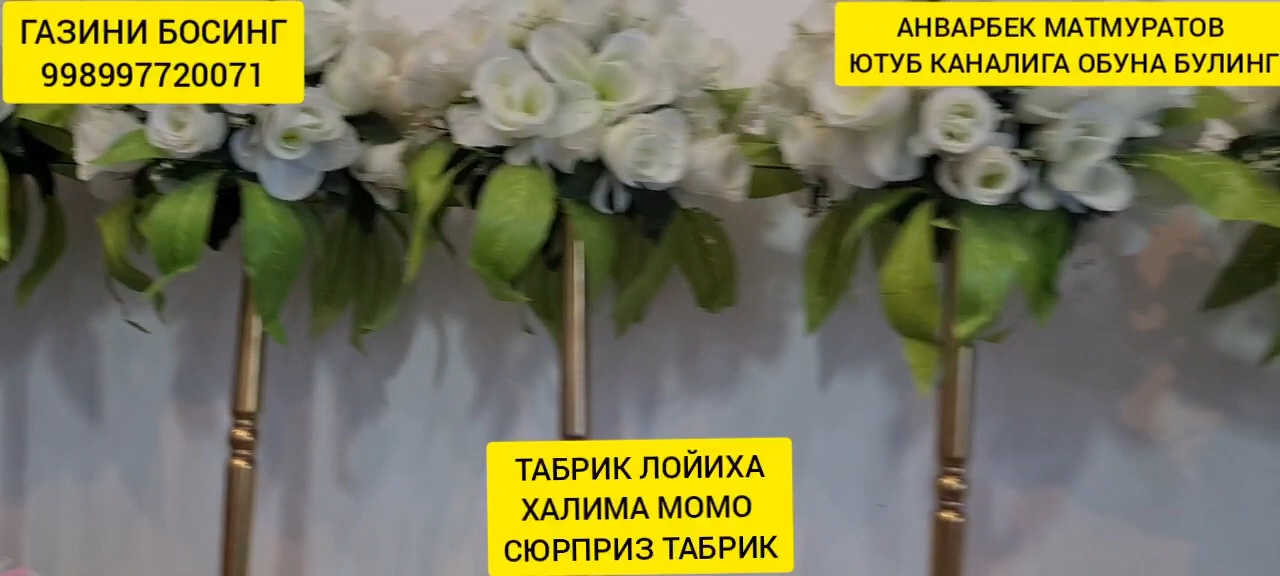 ГАЗИНИ БОСИНГ
998997720071
АНВАРБЕК МАТМУРАТОВ
ЮТУБ КАНАЛИГА ОБУНА БУЛИНГ
ТАБРИК ЛОЙИХА
ХАЛИМА МОМО
СЮРПРИЗ ТАБРИК